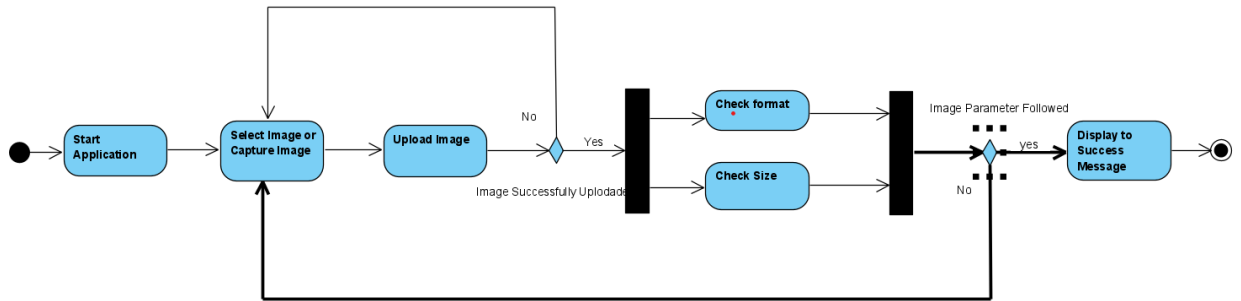 Start
Application
Select Image or
Capture Image
Upload Image
No
Yes
Image Successfully Uplodade
Check format
Check Size
Image Parameter Followed
yes
No
Display to
Success
Message